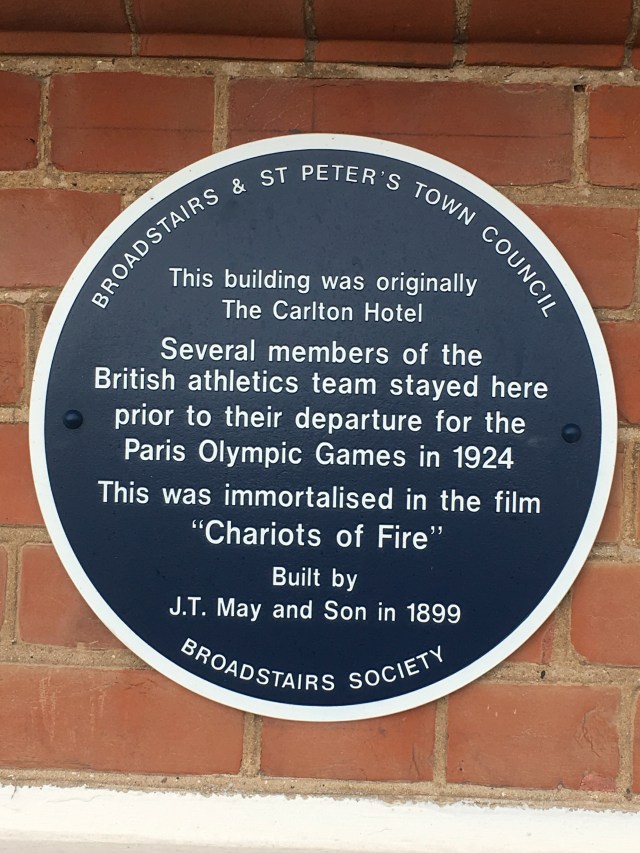 BROADSTAIRS & ST PETER'S TOWN COUNCIL
This building was originally
The Carlton Hotel
Several members of the
British athletics team stayed here
prior to their departure for the
Paris Olympic Games in 1924
This was immortalised in the film
“Chariots of Fire”
Built by
J.T. May and Son in 1899
BROADSTAIRS SOCIETY